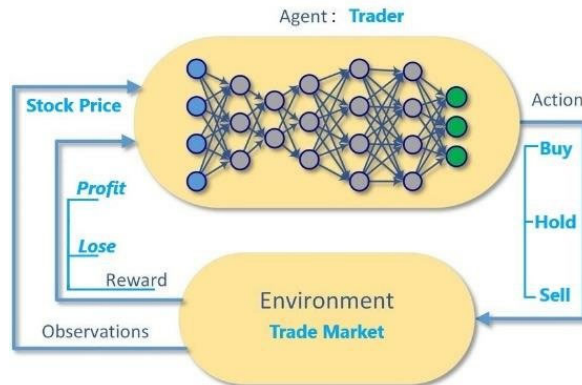 Agent : Trader
Stock Price
Action
Buy
Profit
Hold
Lose
Reward
Sell
Environment
Trade Market
Observations